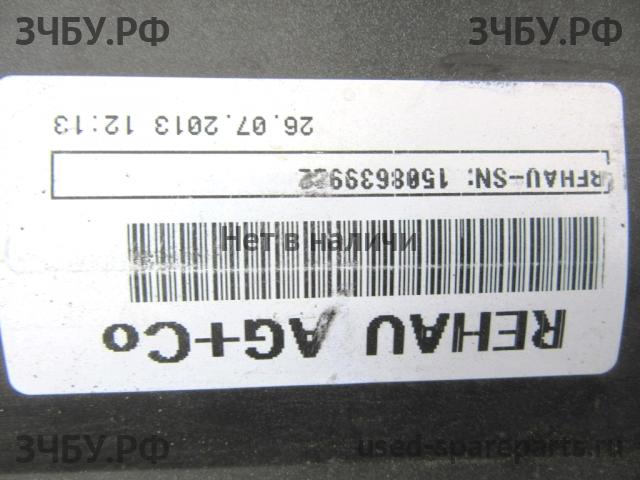 ЗЧБУ.РФ ЗЧБУ.РФ
REHAU AG+Co
Нет в наличи
REHAU-SN:
26.07.2013 12:13
ЗЧБУ.РФ
used-spareparts.ru